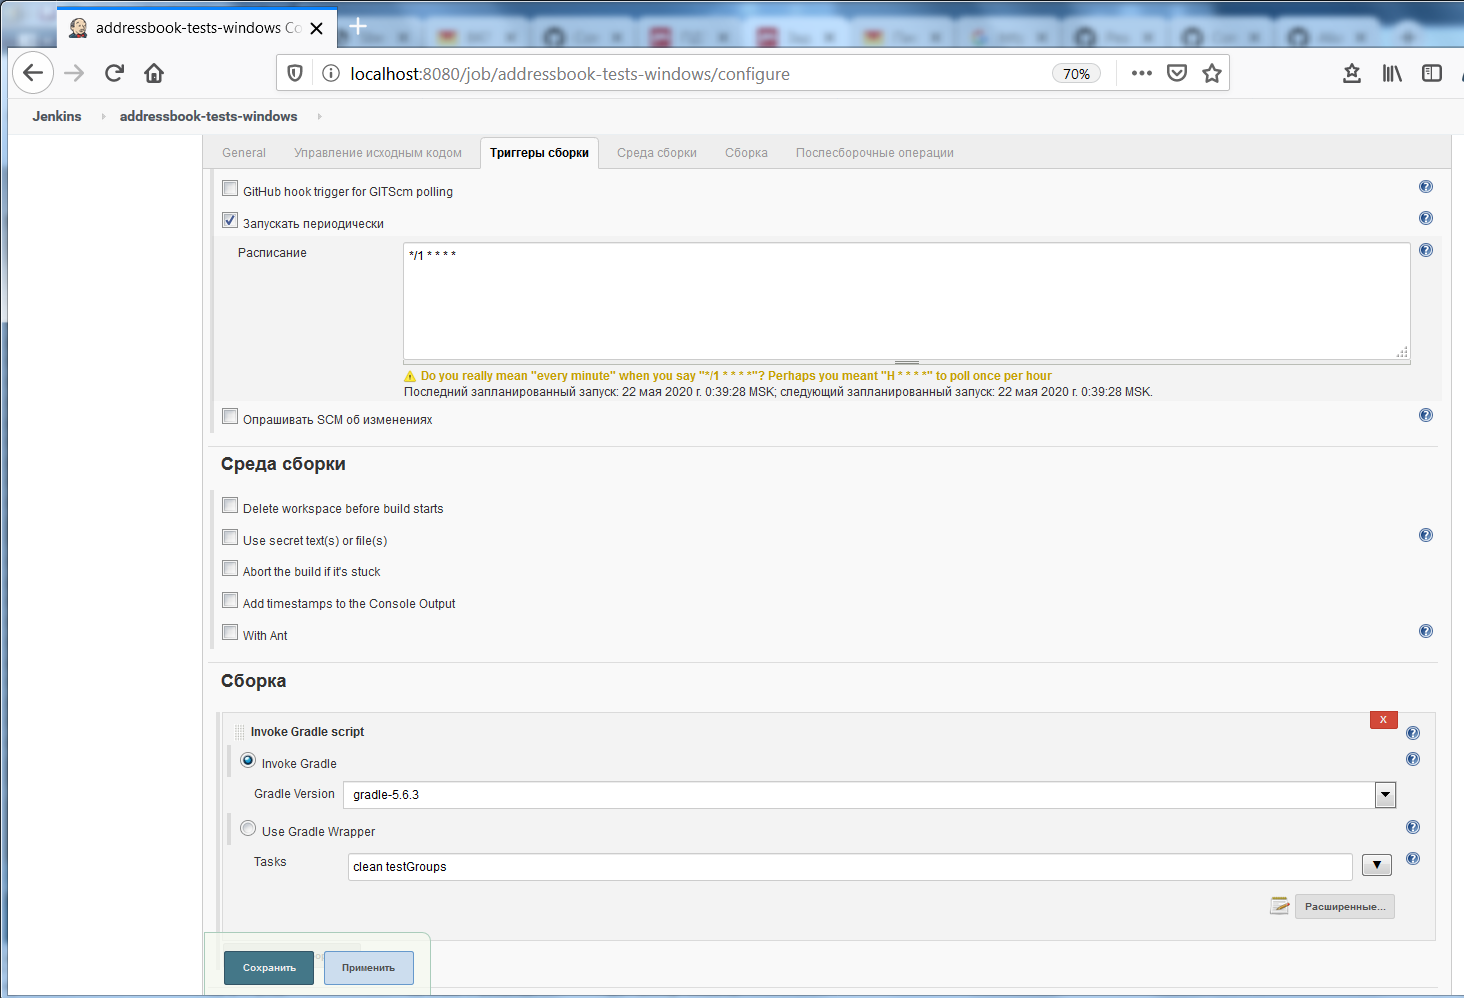 addressbook-tests-windows Co
localhost:8080/job/addressbook-tests-windows/configure 70%
Jenkins addressbook-tests-windows
General Управление исходным кодом Триггеры сборки Среда сборки Сборка Послесборочные операции
GitHub hook trigger for GITScm polling
Запускать периодически
Расписание */1 * * * *
Do you really mean "every minute" when you say "*/1 * * * *"? Perhaps you meant "H * * * *" to poll once per hour
Последний запланированный запуск: 22 мая 2020 г. 0:39:28 MSK; следующий запланированный запуск: 22 мая 2020 г. 0:39:28 MSK.
Опрашивать SCM об изменениях
Среда сборки
Delete workspace before build starts
Use secret text(s) or file(s)
Abort the build if it's stuck
Add timestamps to the Console Output
With Ant
Сборка
X
Invoke Gradle script
Invoke Gradle
Gradle Version gradle-5.6.3
Use Gradle Wrapper
Tasks clean testGroups
Расширенные...
Сохранить Применить